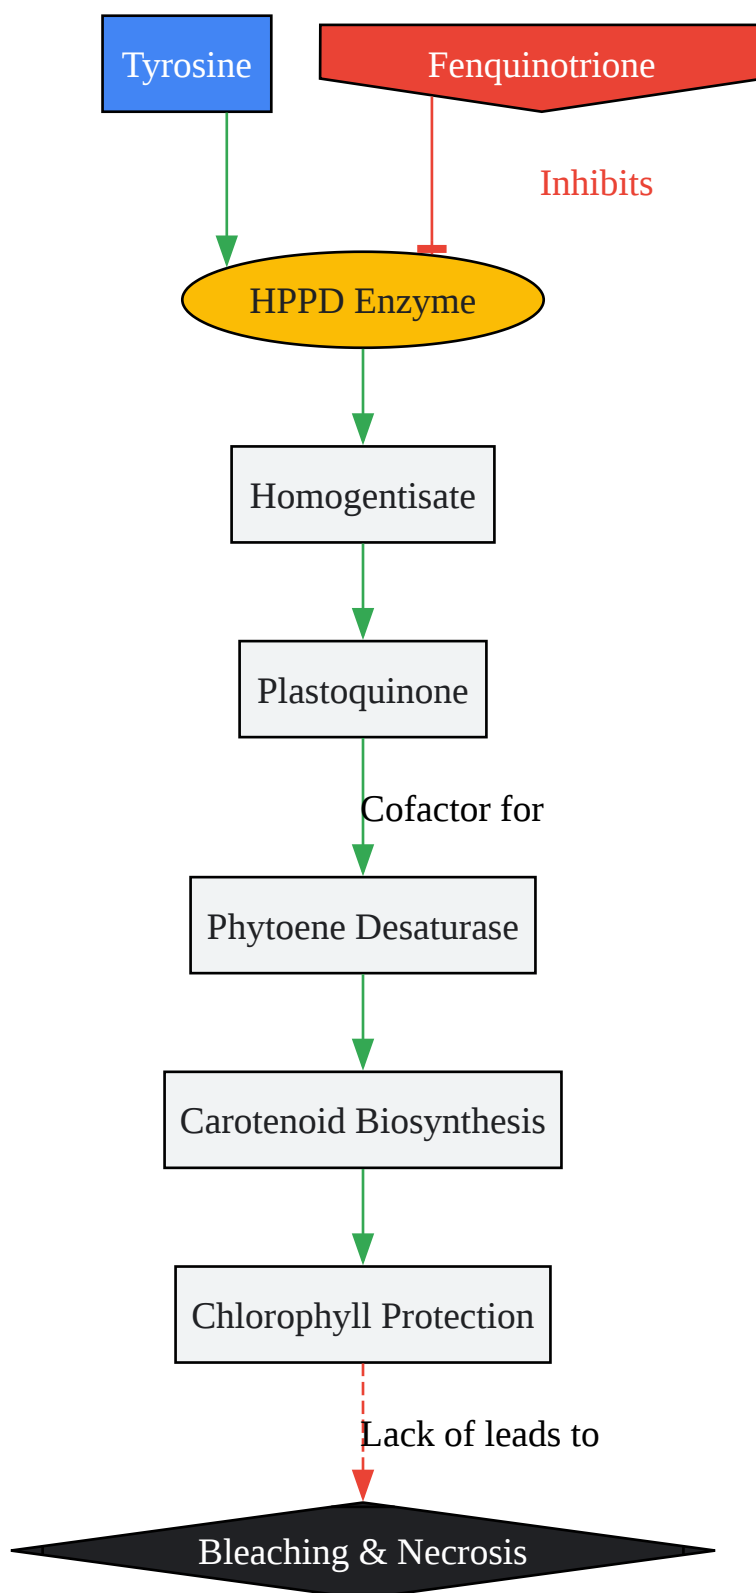 Tyrosine
Fenquinotrione
Inhibits
HPPD Enzyme
Homogentisate
Plastoquinone
Cofactor for
Phytoene Desaturase
Carotenoid Biosynthesis
Chlorophyll Protection
Lack of leads to
Bleaching & Necrosis